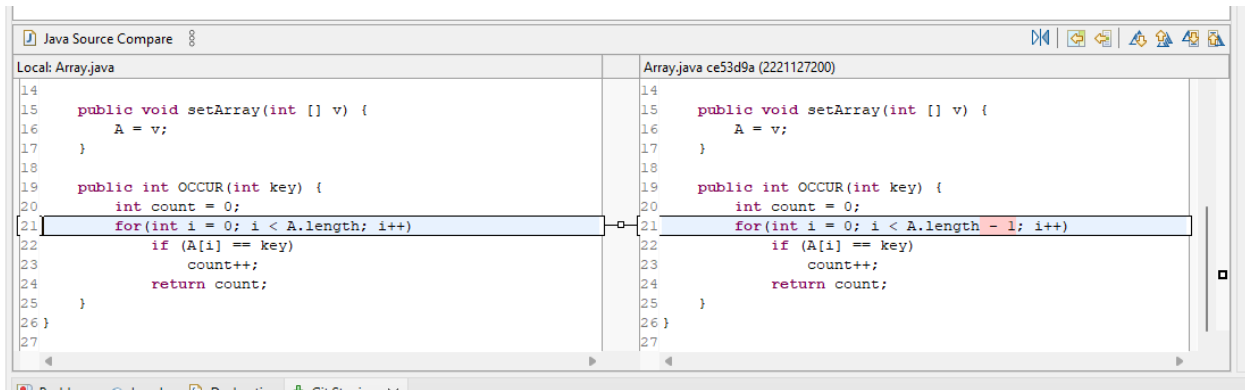 Java Source Compare
Local: Array.java
14
15 public void setArray(int [] v) {
16 A = v;
17 }
18
19 public int OCCUR(int key) {
20 int count = 0;
21 for(int i = 0; i < A.length; i++)
22 if (A[i] == key)
23 count++;
24 return count;
25 }
26 }
27
Array.java ce53d9a (2221127200)
14
15 public void setArray(int [] v) {
16 A = v;
17 }
18
19 public int OCCUR(int key) {
20 int count = 0;
21 for(int i = 0; i < A.length - 1; i++)
22 if (A[i] == key)
23 count++;
24 return count;
25 }
26 }
27